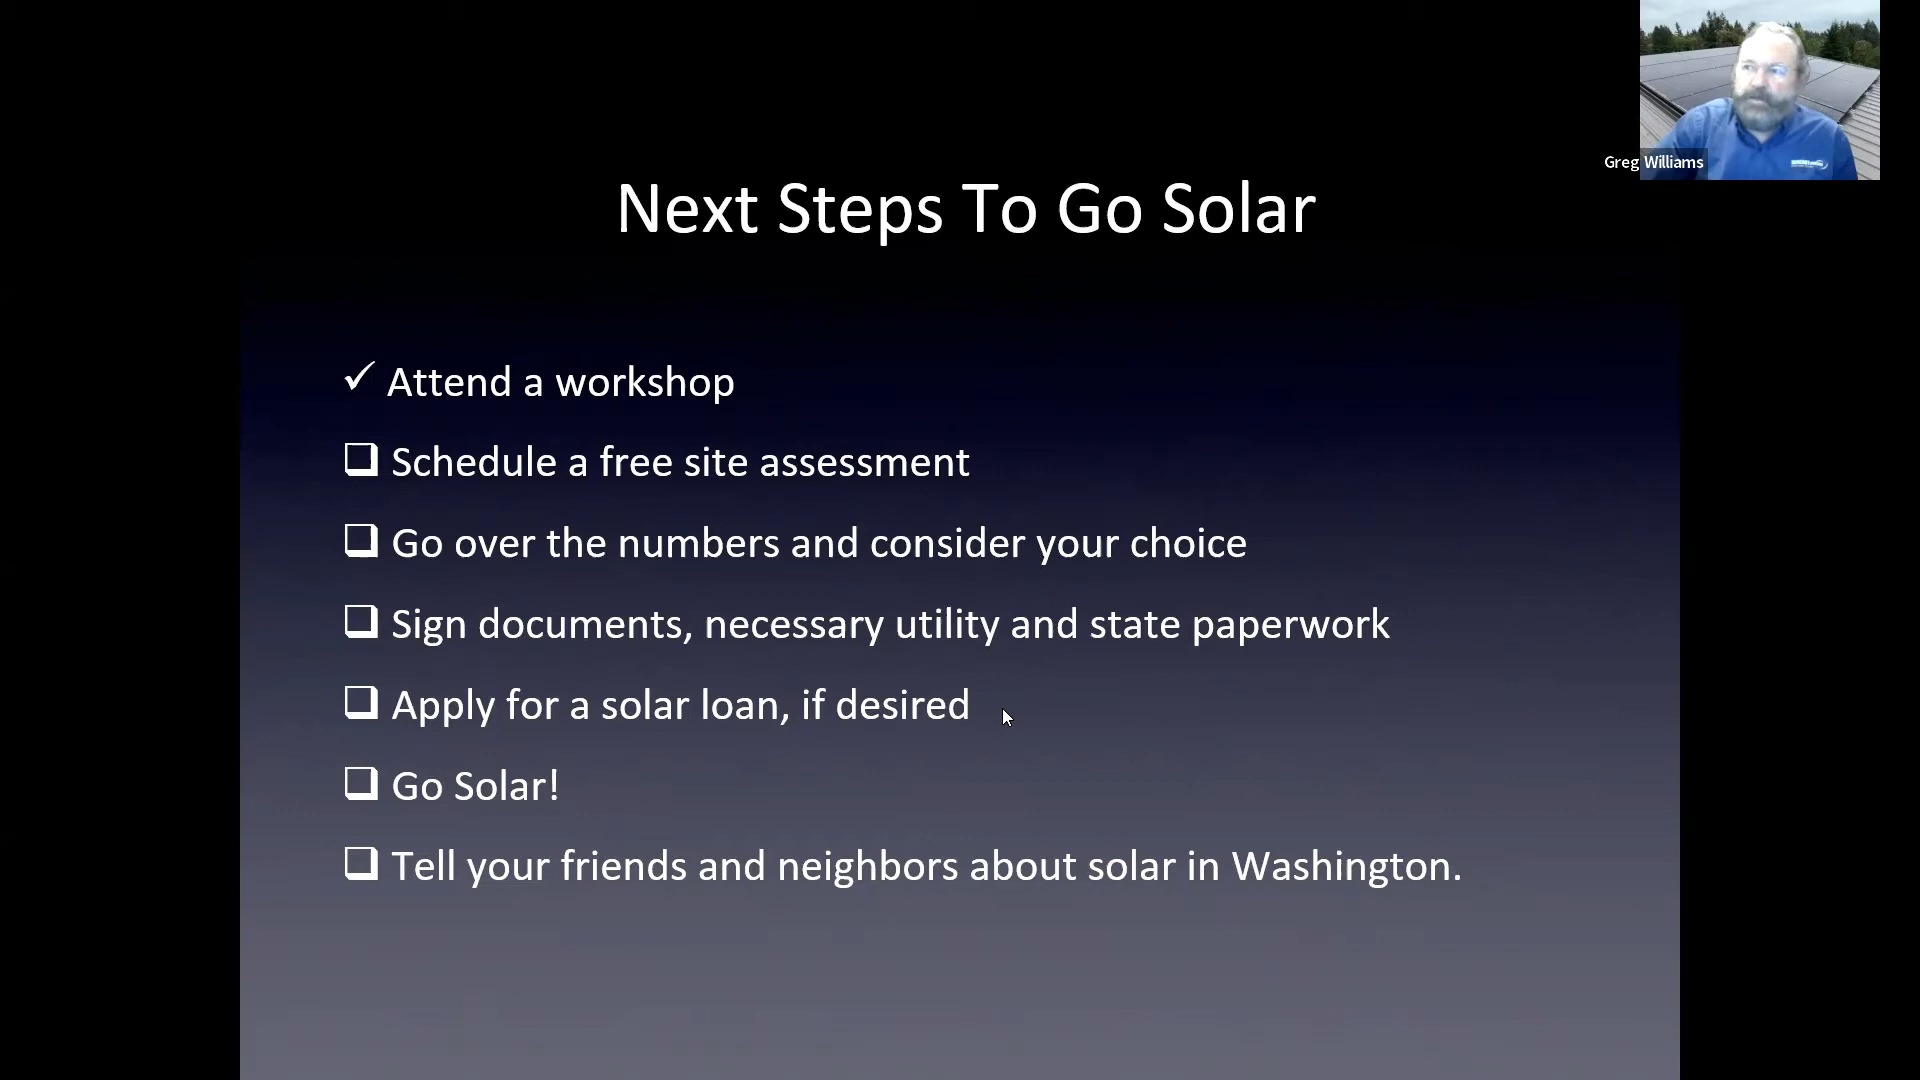 Greg Williams
Next Steps To Go Solar
✓ Attend a workshop
❑ Schedule a free site assessment
❑ Go over the numbers and consider your choice
❑ Sign documents, necessary utility and state paperwork
❑ Apply for a solar loan, if desired
❑ Go Solar!
❑ Tell your friends and neighbors about solar in Washington.